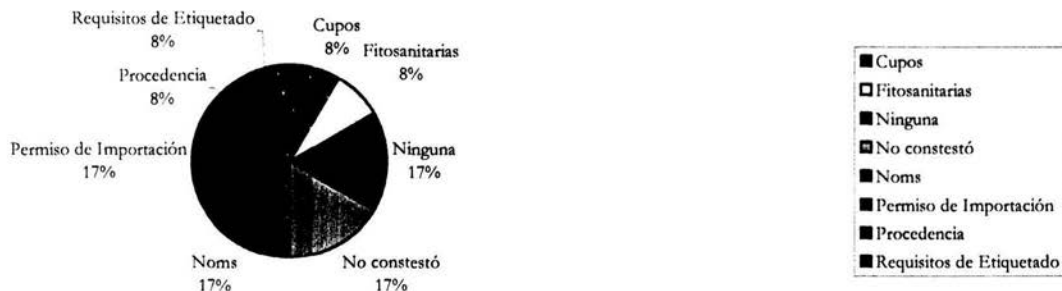 Requisitos de Etiquetado
8%
Cupos
8%
Fitosanitarias
8%
Procedencia
8%
Permiso de Importación
17%
Ninguna
17%
Noms
17%
No constestó
17%
Cupos
Fitosanitarias
Ninguna
No constestó
Noms
Permiso de Importación
Procedencia
Requisitos de Etiquetado